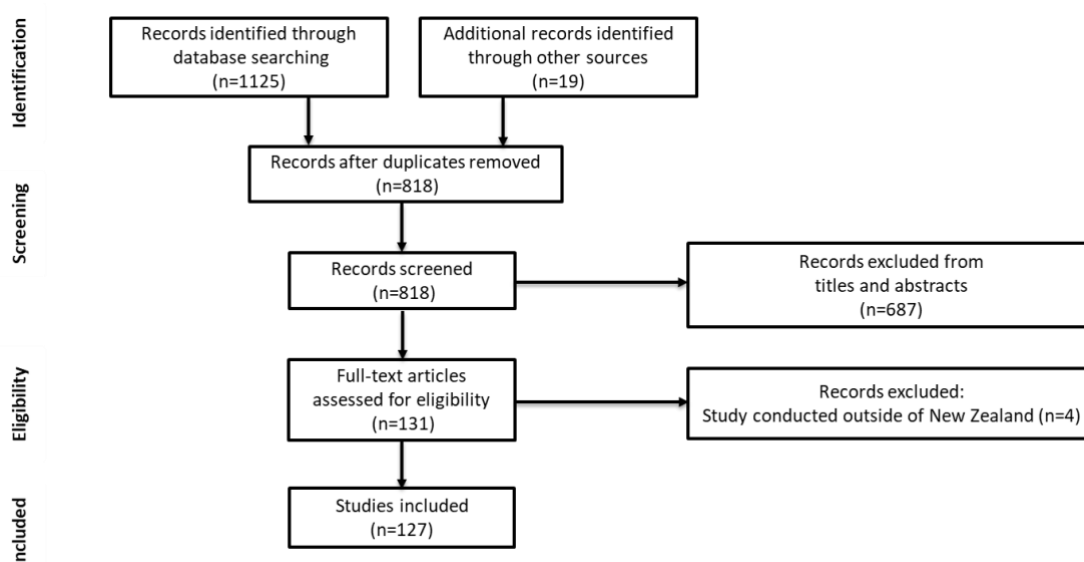 Identification
Records identified through
database searching
(n=1125)
Additional records identified
through other sources
(n=19)
Records after duplicates removed
(n=818)
Screening
Records screened
(n=818)
Records excluded from
titles and abstracts
(n=687)
Eligibility
Full-text articles
assessed for eligibility
(n=131)
Records excluded:
Study conducted outside of New Zealand (n=4)
ncluded
Studies included
(n=127)